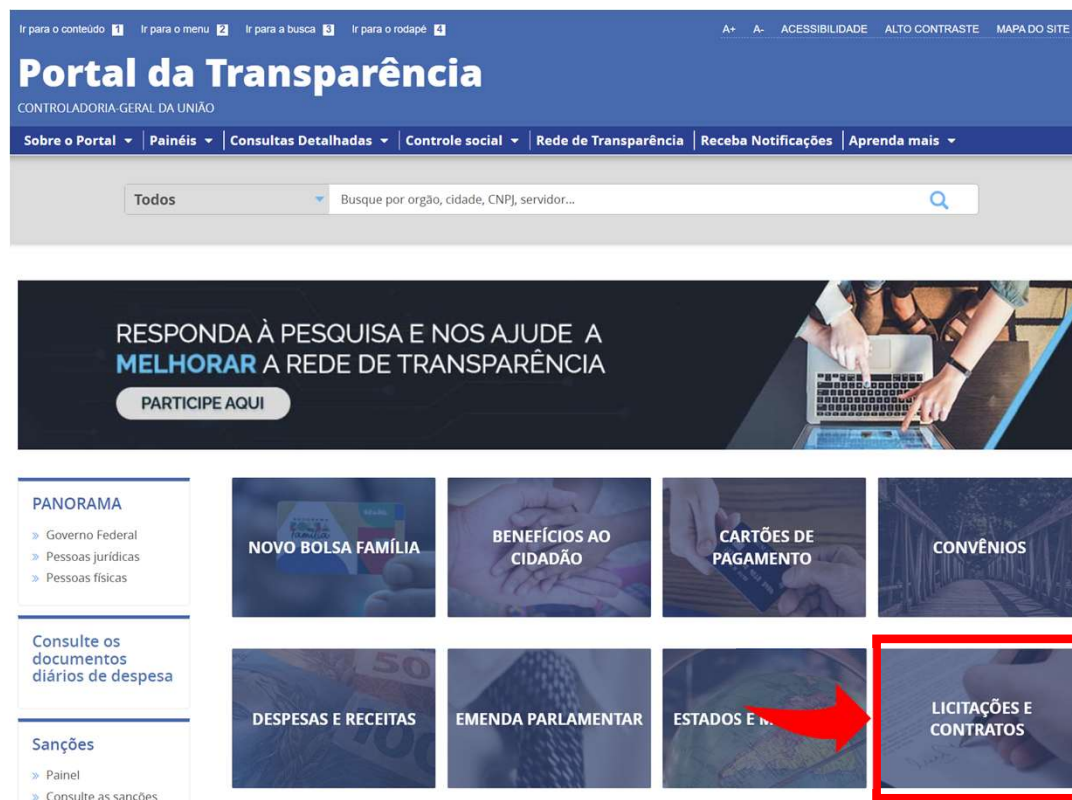 Ir para o conteúdo 1 Ir para o menu 2 Ir para a busca 3 Ir para o rodapé 4 A+ A- ACESSIBILIDADE ALTO CONTRASTE MAPA DO SITE
Portal da Transparência
CONTROLADORIA-GERAL DA UNIÃO
Sobre o Portal Painéis Consultas Detalhadas Controle social Rede de Transparência Receba Notificações Aprenda mais
Todos Busque por orgão, cidade, CNPJ, servidor...
RESPONDA À PESQUISA E NOS AJUDE A
MELHORAR A REDE DE TRANSPARÊNCIA
PARTICIPE AQUI
PANORAMA
» Governo Federal
» Pessoas jurídicas
» Pessoas físicas
Consulte os
documentos
diários de despesa
Sanções
» Painel
» Consulte as sanções
NOVO BOLSA FAMÍLIA
BENEFÍCIOS AO
CIDADÃO
CARTÕES DE
PAGAMENTO
CONVÊNIOS
DESPESAS E RECEITAS
EMENDA PARLAMENTAR
ESTADOS E
LICITAÇÕES E
CONTRATOS